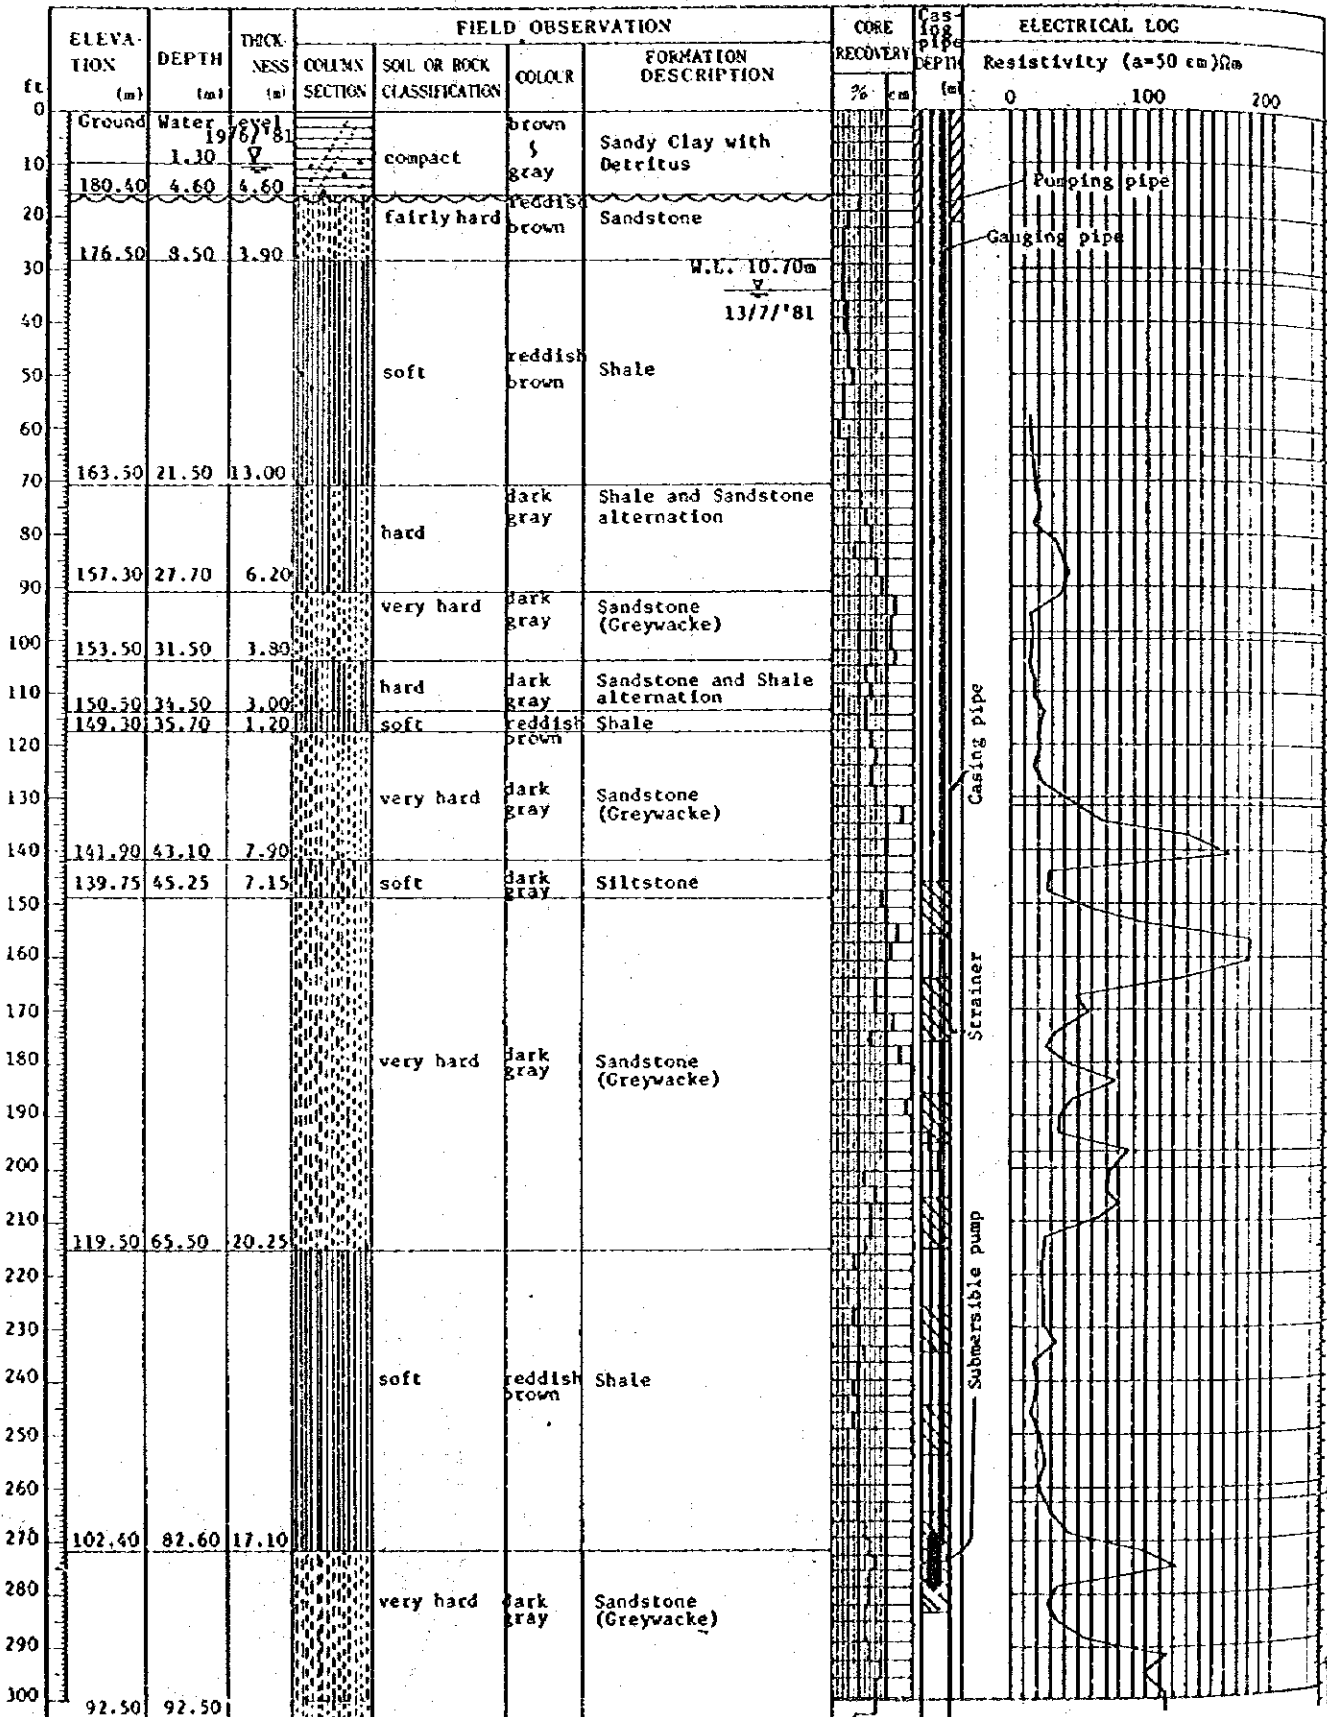 ELEVATION (m)
DEPTH (m)
THICKNESS (m)
FIELD OBSERVATION
COLUMN SECTION
SOIL OR ROCK CLASSIFICATION
COLOUR
FORMATION DESCRIPTION
CORE RECOVERY
% cm
Casing pipe DEPTH (m)
ELECTRICAL LOG
Resistivity (a=50 cm)Ωm
0 100 200
ft
0
Ground Water Level
19/6/'81
1.30
compact
brown
gray
Sandy Clay with
Detritus
10
180.40 4.60 4.60
Pumping pipe
20
fairly hard
reddish
brown
Sandstone
Gauging pipe
176.50 8.50 3.90
30
W.L. 10.70m
13/7/'81
40
50
soft
reddish
brown
Shale
60
163.50 21.50 13.00
70
hard
dark
gray
Shale and Sandstone
alternation
80
157.30 27.70 6.20
90
very hard
dark
gray
Sandstone
(Greywacke)
100
153.50 31.50 3.80
hard
dark
gray
Sandstone and Shale
alternation
110
150.50 34.50 3.00
149.30 35.70 1.20
soft
reddish
brown
Shale
120
Casing pipe
130
very hard
dark
gray
Sandstone
(Greywacke)
140
141.90 43.10 7.90
139.75 45.25 7.15
soft
dark
gray
Siltstone
150
160
Strainer
170
180
very hard
dark
gray
Sandstone
(Greywacke)
190
200
210
119.50 65.50 20.25
220
Submersible pump
230
240
soft
reddish
brown
Shale
250
260
270
102.40 82.60 17.10
280
very hard
dark
gray
Sandstone
(Greywacke)
290
300
92.50 92.50